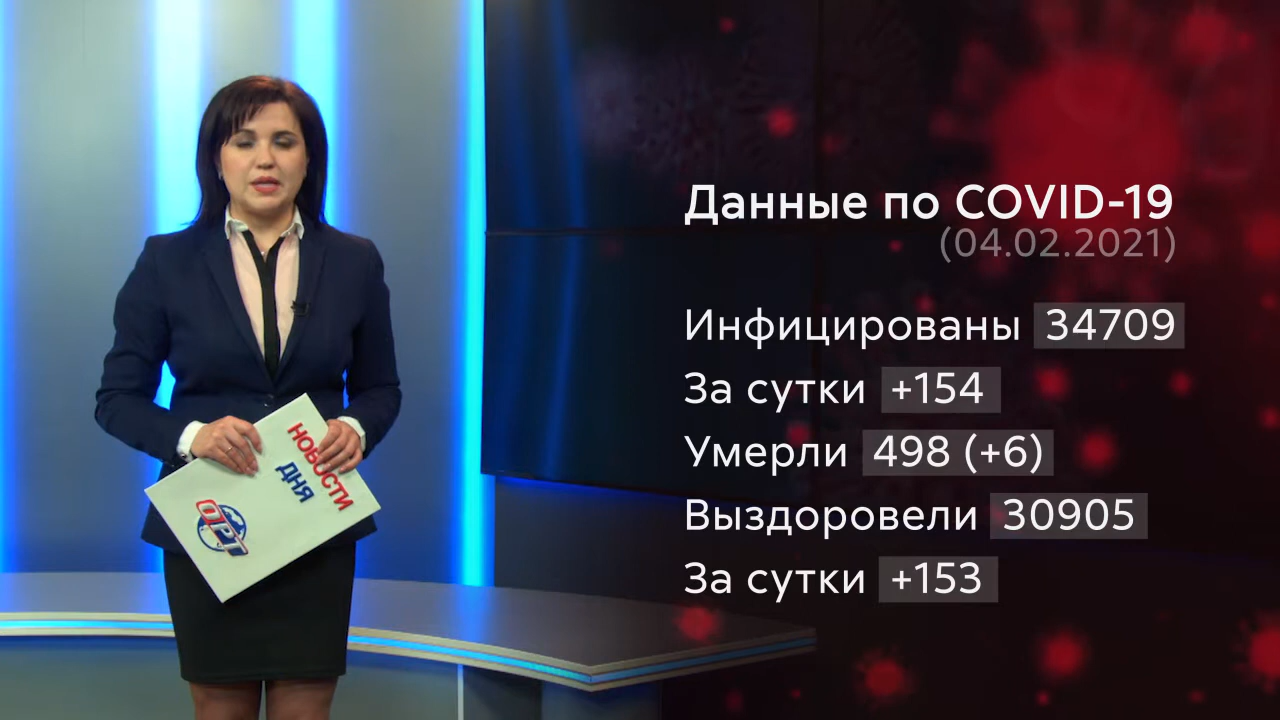 Данные по COVID-19
(04.02.2021)
Инфицированы 34709
За сутки +154
Умерли 498 (+6)
Выздоровели 30905
За сутки +153
НОВОСТИ
ДНЯ
ОРТ